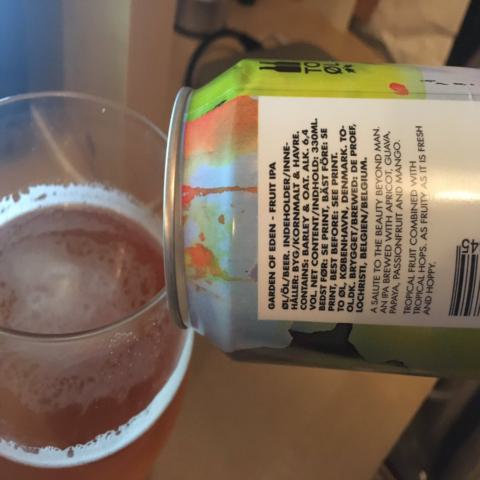 TO
ØL
GARDEN OF EDEN - FRUIT IPA
ØL/ÖL/BEER. INDEHOLDER/INNE-
HÅLLER: BYG/KORNMALT & HAVRE.
CONTAINS: BARLEY & OAT. ALK. 6,4
VOL. NET CONTENT/INDHOLD: 330ML.
BEDST FØR: SE PRINT, BÄST FÖRE: SE
PRINT, BEST BEFORE: SEE PRINT.
TO ØL, KØBENHAVN, DENMARK. TO-
OLDK. BRYGGET/BREWED: DE PROEF,
LOCHRISTI, BELGIEN/BELGIUM.
A SALUTE TO THE BEAUTY BEYOND MAN.
AN IPA BREWED WITH APRICOT, GUAVA,
PAPAYA, PASSIONFRUIT AND MANGO.
TROPICAL FRUIT COMBINED WITH
TROPICAL HOPS. AS FRUITY AS IT IS FRESH
AND HOPPY.